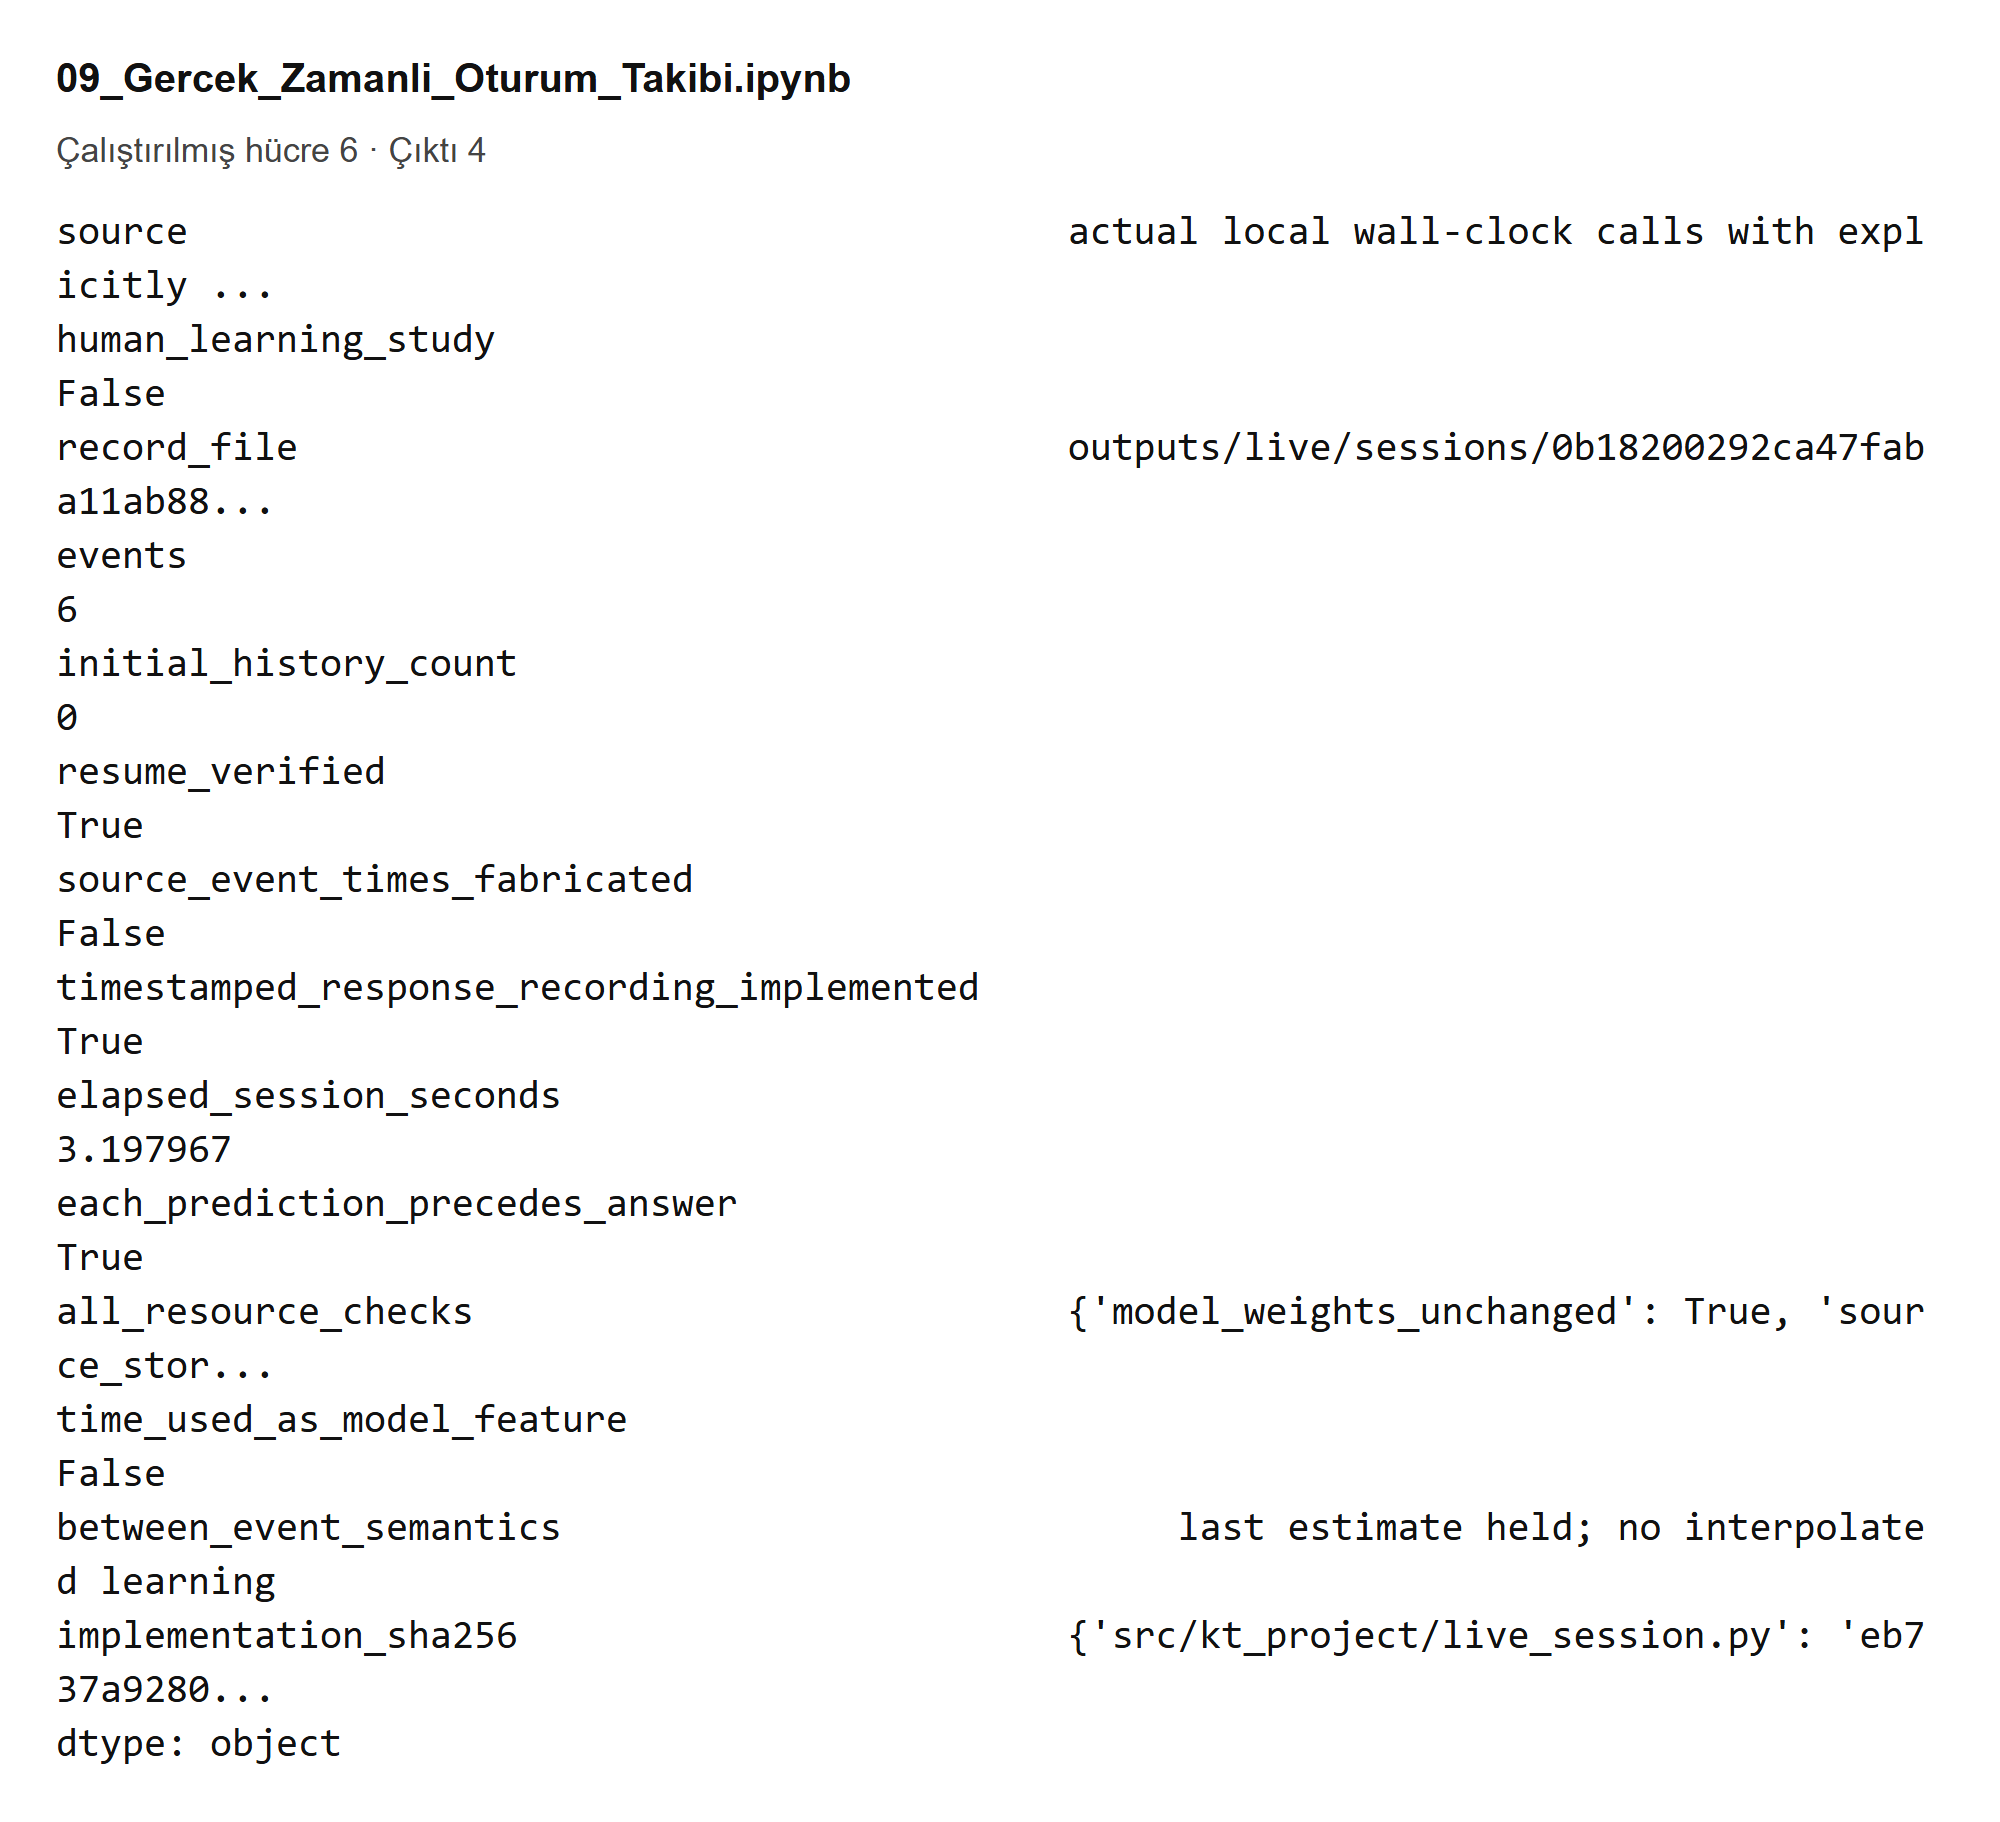 09_Gercek_Zamanli_Oturum_Takibi.ipynb
Çalıştırılmış hücre 6 · Çıktı 4
source                                        actual local wall-clock calls with expl
icitly ...
human_learning_study
False
record_file                                   outputs/live/sessions/0b18200292ca47fab
a11ab88...
events
6
initial_history_count
0
resume_verified
True
source_event_times_fabricated
False
timestamped_response_recording_implemented
True
elapsed_session_seconds
3.197967
each_prediction_precedes_answer
True
all_resource_checks                           {'model_weights_unchanged': True, 'sour
ce_stor...
time_used_as_model_feature
False
between_event_semantics                            last estimate held; no interpolate
d learning
implementation_sha256                         {'src/kt_project/live_session.py': 'eb7
37a9280...
dtype: object